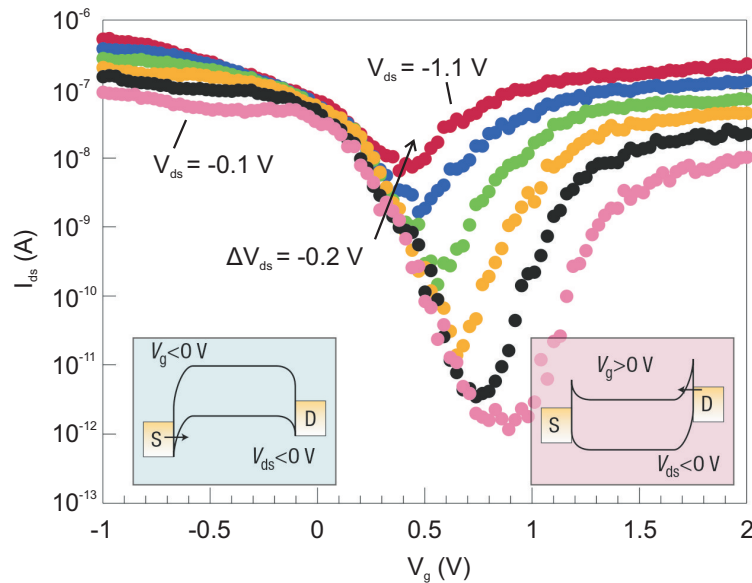 10⁻⁶
10⁻⁷
10⁻⁸
10⁻⁹
10⁻¹⁰
10⁻¹¹
10⁻¹²
10⁻¹³
I_ds (A)
V_ds = -1.1 V
V_ds = -0.1 V
ΔV_ds = -0.2 V
V_g<0 V
S
D
V_ds<0 V
V_g>0 V
D
S
V_ds<0 V
-1
-0.5
0
0.5
1
1.5
2
V_g (V)